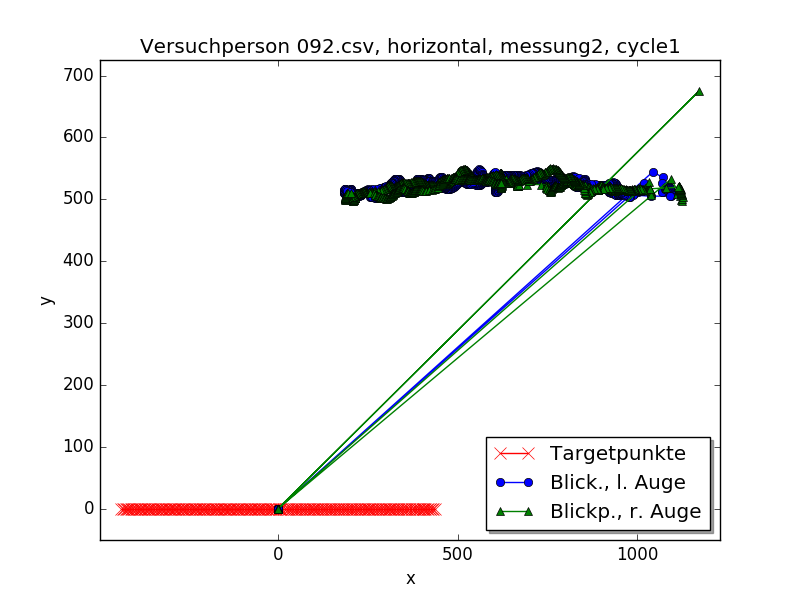 Versuchperson 092.csv, horizontal, messung2, cycle1
700
600
500
400
300
200
100
0
y
0 500 1000
x
Targetpunkte
Blick., l. Auge
Blickp., r. Auge